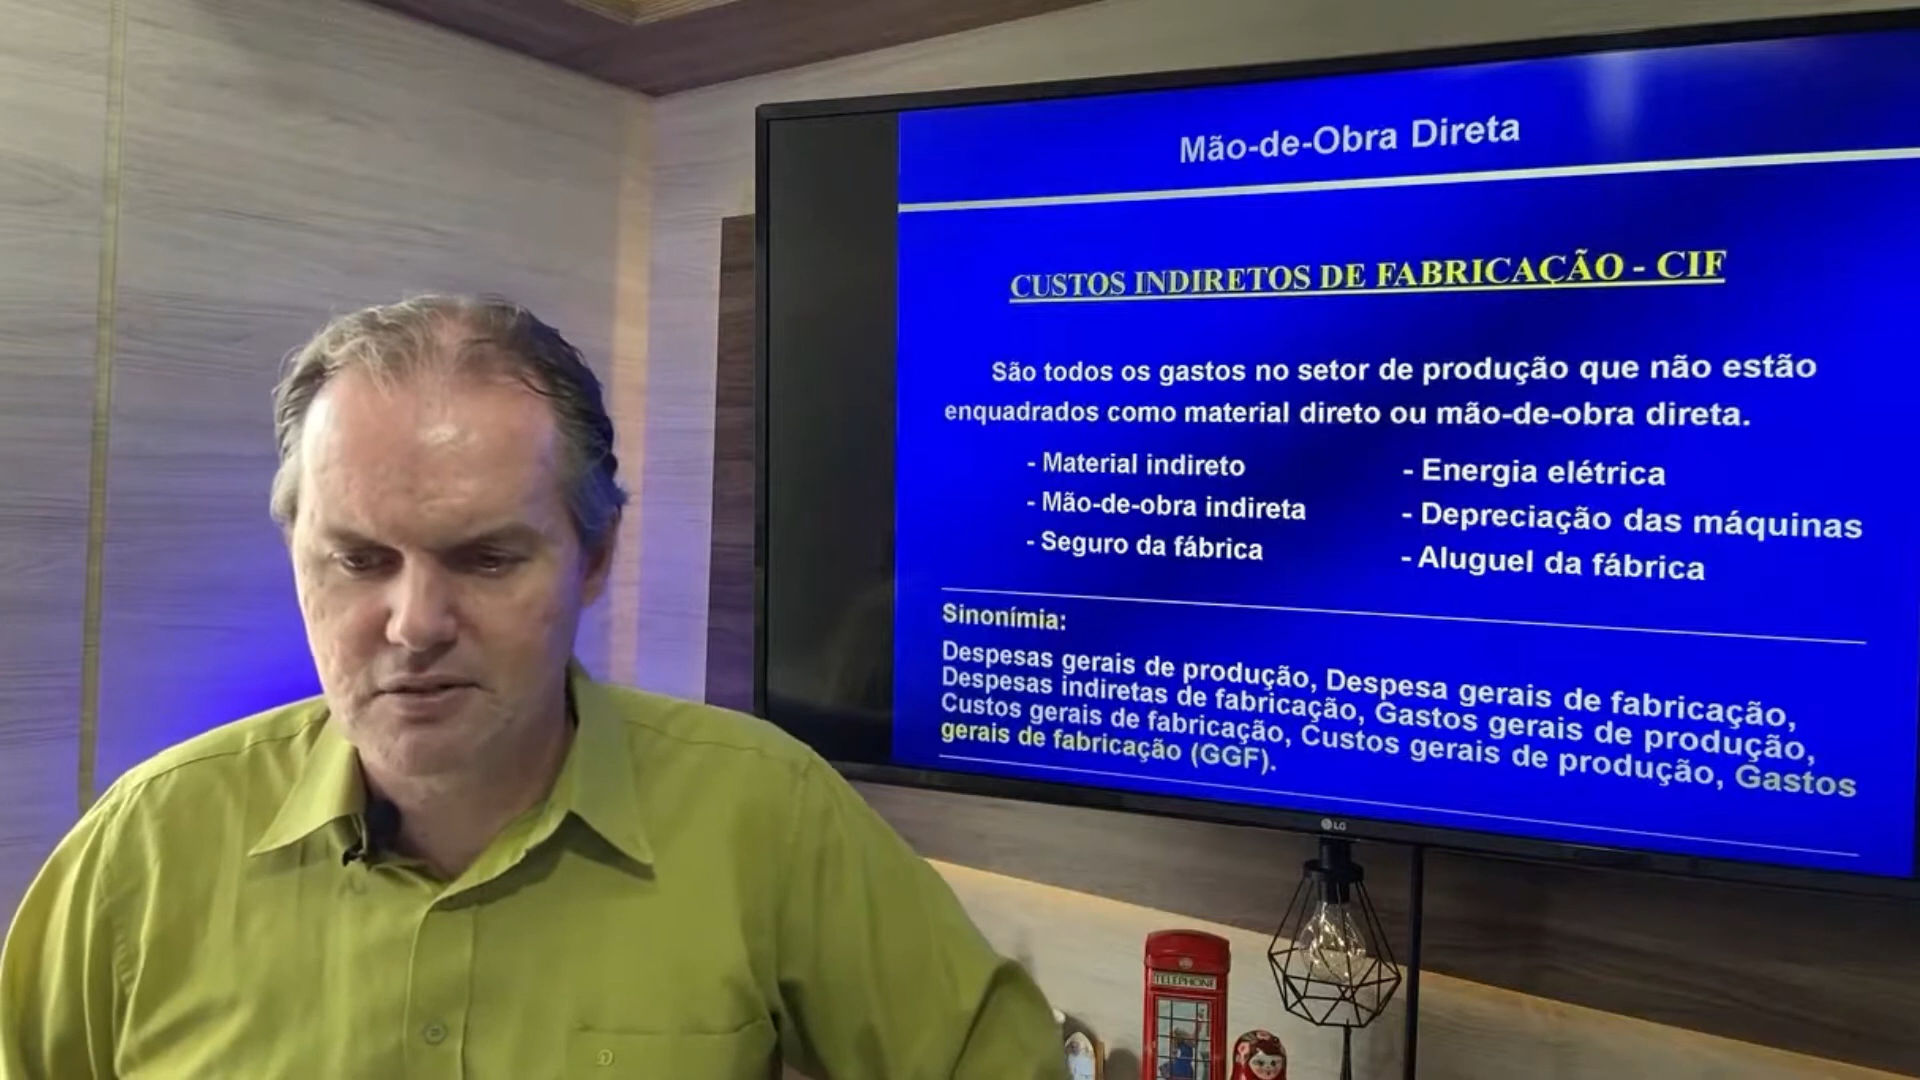 Mão-de-Obra Direta
CUSTOS INDIRETOS DE FABRICAÇÃO - CIF
São todos os gastos no setor de produção que não estão
enquadrados como material direto ou mão-de-obra direta.
- Material indireto
- Mão-de-obra indireta
- Seguro da fábrica
- Energia elétrica
- Depreciação das máquinas
- Aluguel da fábrica
Sinonímia:
Despesas gerais de produção, Despesa gerais de fabricação,
Despesas indiretas de fabricação, Gastos gerais de produção,
Custos gerais de fabricação, Custos gerais de produção, Gastos
gerais de fabricação (GGF).
LG
TELEPHONE